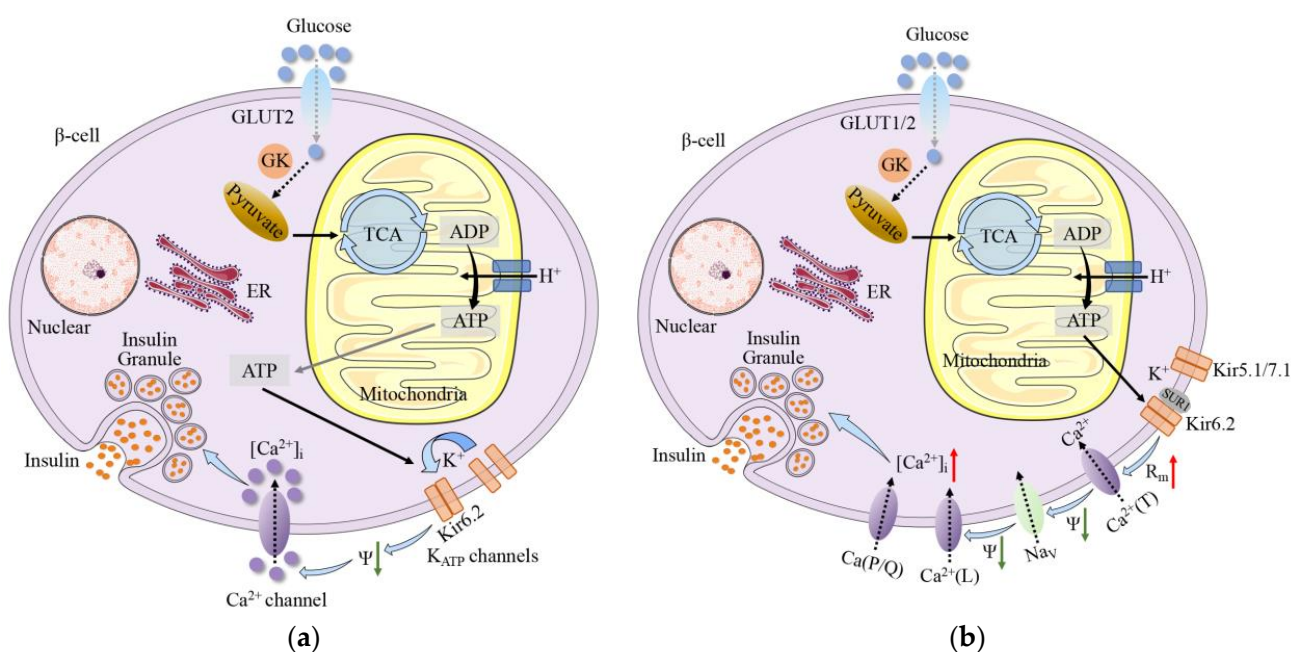 Glucose
GLUT2
β-cell
GK
Pyruvate
TCA
ADP
H⁺
ER
Nuclear
ATP
Insulin
Granule
ATP
Mitochondria
[Ca²⁺]ᵢ
K⁺
Insulin
Kir6.2
K_ATP channels
Ψ
Ca²⁺ channel
(a)
Glucose
GLUT1/2
β-cell
GK
Pyruvate
TCA
ADP
H⁺
ER
Nuclear
ATP
Insulin
Granule
Mitochondria
Kir5.1/7.1
K⁺
SUR1
Kir6.2
Ca²⁺
Insulin
[Ca²⁺]ᵢ
Rₘ
Ca²⁺(T)
Ψ
Naᵥ
Ψ
Ca²⁺(L)
Ca(P/Q)
(b)